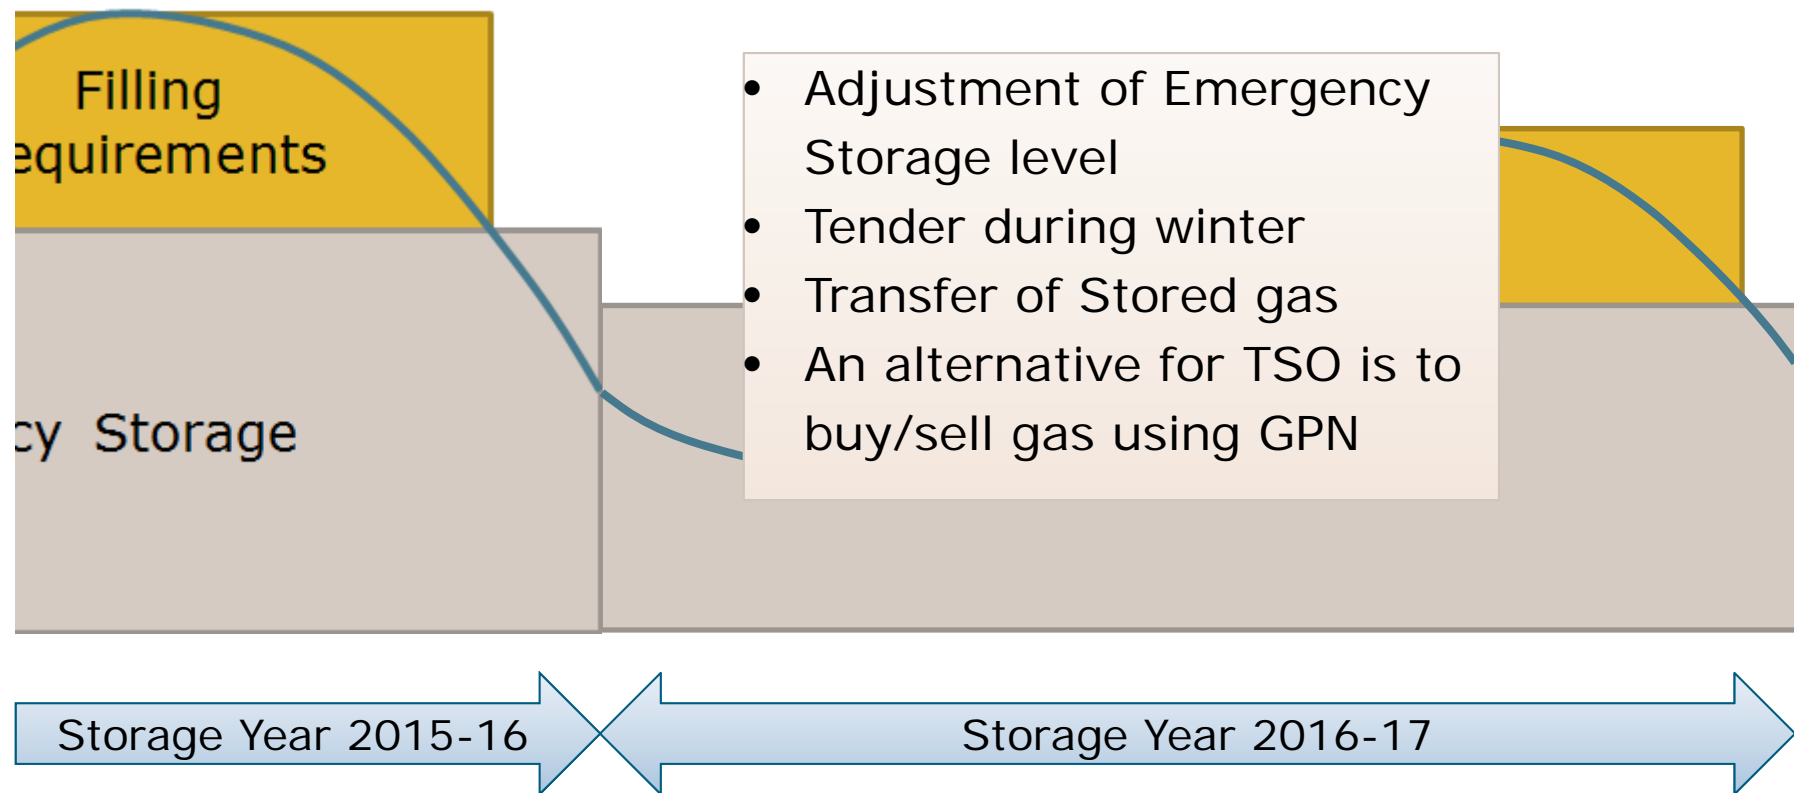 Filling
equirements
cy Storage
• Adjustment of Emergency
Storage level
• Tender during winter
• Transfer of Stored gas
• An alternative for TSO is to
buy/sell gas using GPN
Storage Year 2015-16
Storage Year 2016-17